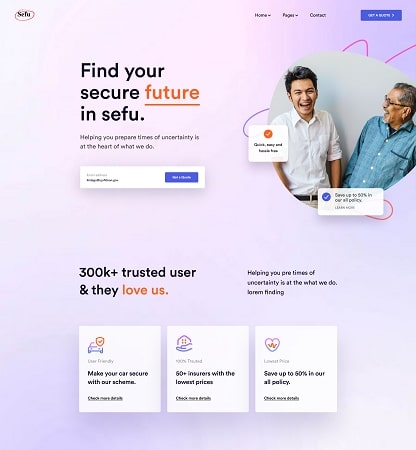 Sefu
Home Pages Contact GET A QUOTE
Find your
secure future
in sefu.
Helping you prepare times of uncertainty is
at the heart of what we do.
Email address
Get a Quote
Quick, easy and
hassle free
Save up to 50% in
our all policy.
LEARN MORE
300k+ trusted user
& they love us.
Helping you pre times of
uncertainty is at the what we do.
lorem finding
User Friendly
Make your car secure
with our scheme.
Check more details
100% Trusted
50+ insurers with the
lowest prices
Check more details
Lowest Price
Save up to 50% in our
all policy.
Check more details